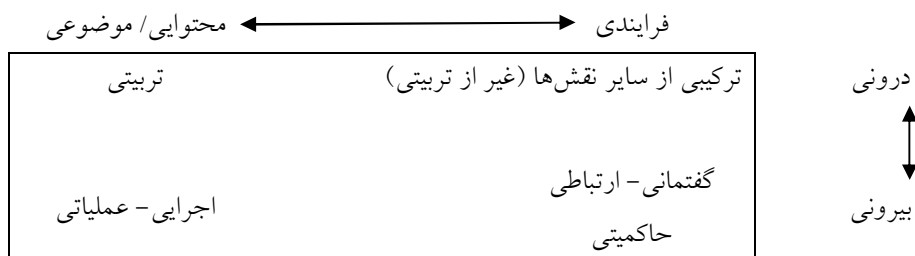 فرایندی محتوایی/ موضوعی
درونی ترکیبی از سایر نقش‌ها (غیر از تربیتی) تربیتی
گفتمانی- ارتباطی
بیرونی اجرایی- عملیاتی
حاکمیتی